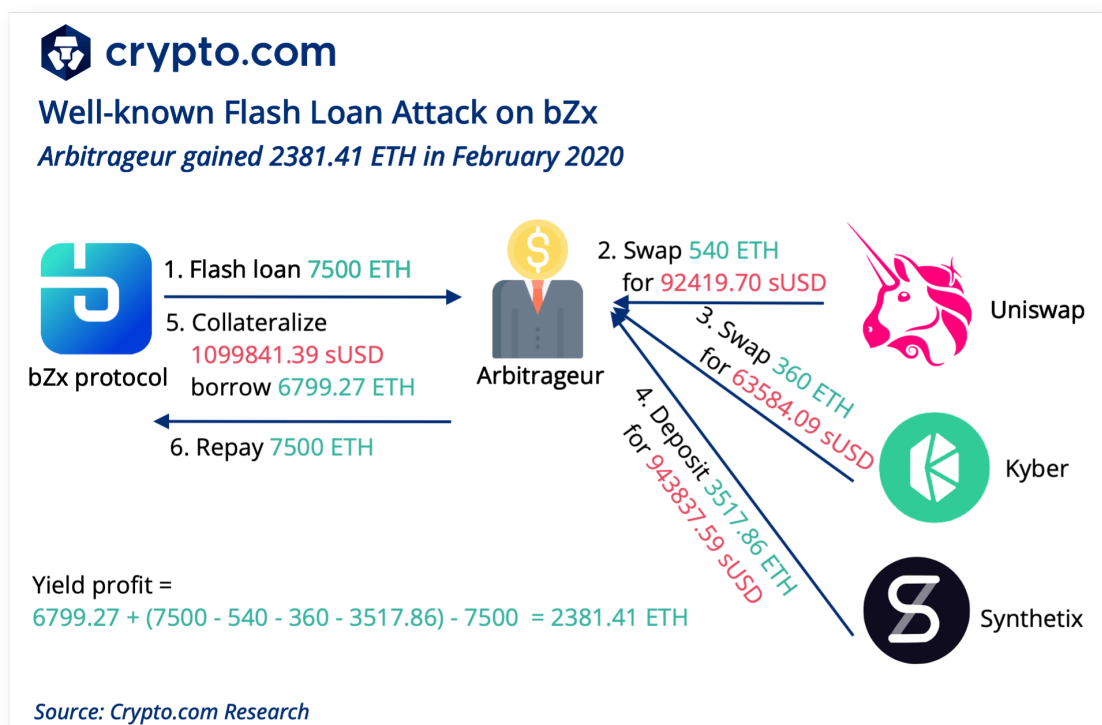 crypto.com
Well-known Flash Loan Attack on bZx
Arbitrageur gained 2381.41 ETH in February 2020
bZx protocol
1. Flash loan 7500 ETH
5. Collateralize
1099841.39 sUSD
borrow 6799.27 ETH
6. Repay 7500 ETH
Arbitrageur
2. Swap 540 ETH
for 92419.70 sUSD
Uniswap
3. Swap 360 ETH
for 63584.09 sUSD
Kyber
4. Deposit 3517.86 ETH
for 943837.59 sUSD
Synthetix
Yield profit =
6799.27 + (7500 - 540 - 360 - 3517.86) - 7500 = 2381.41 ETH
Source: Crypto.com Research